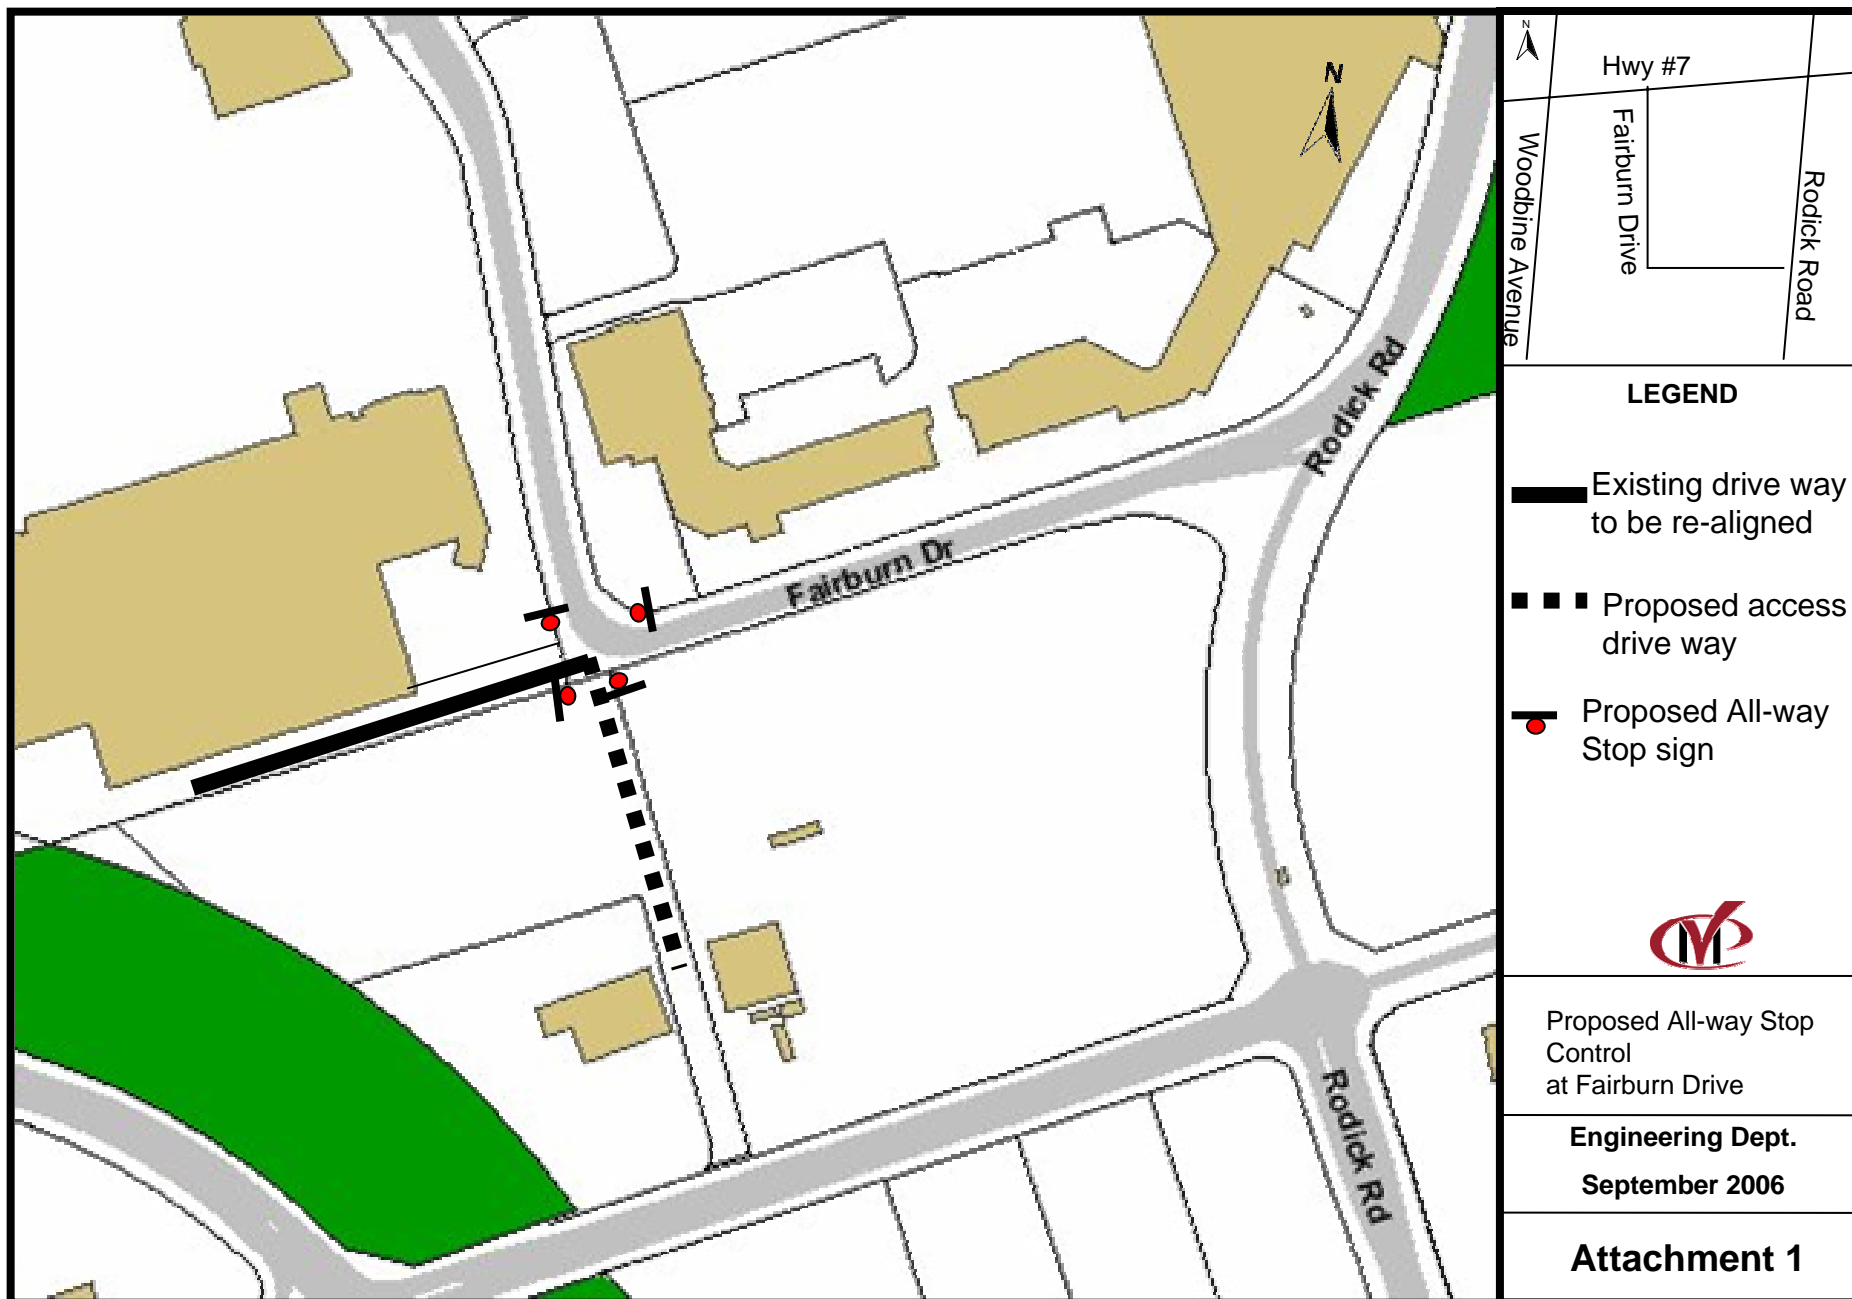 N
Rodick Rd
Fairburn Dr
Rodick Rd
N
Hwy #7
Woodbine Avenue
Fairburn Drive
Rodick Road
LEGEND
Existing drive way
to be re-aligned
Proposed access
drive way
Proposed All-way
Stop sign
Proposed All-way Stop
Control
at Fairburn Drive
Engineering Dept.
September 2006
Attachment 1